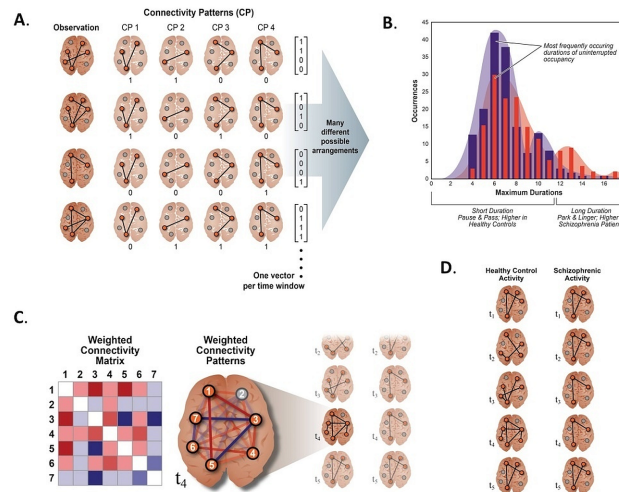 A.
Connectivity Patterns (CP)
Observation CP 1 CP 2 CP 3 CP 4
1 1 0 0
1
1
0
0
1 0 1 0
1
0
1
0
0 0 0 1
0
0
0
1
0 1 1 1
0
1
1
1
Many
different
possible
arrangements
One vector
per time window
B.
Occurrences
45
40
35
30
25
20
15
10
5
0
Most frequently occuring
durations of uninterrupted
occupancy
0 2 4 6 8 10 12 14 16
Maximum Durations
Short Duration
Pause & Pass; Higher in
Healthy Controls
Long Duration
Park & Linger; Higher
Schizophrenia Patien
C.
Weighted
Connectivity
Matrix
1 2 3 4 5 6 7
1
2
3
4
5
6
7
Weighted
Connectivity
Patterns
1
2
7
3
6
4
5
t4
t2
t3
t4
t5
D.
Healthy Control
Activity
Schizophrenic
Activity
t1 t1
t2 t2
t3 t3
t4 t4
t5 t5